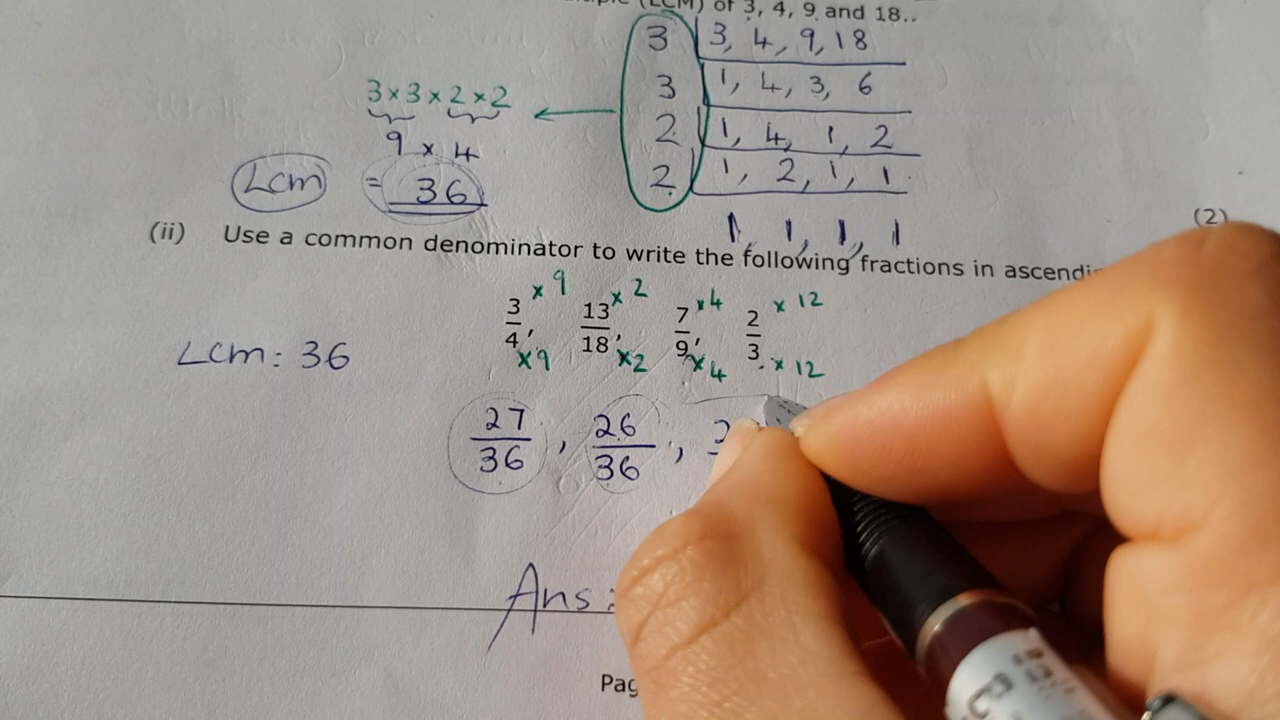 (LCM) of 3, 4, 9 and 18..
3 3, 4, 9, 18
3 1, 4, 3, 6
2 1, 4, 1, 2
2 1, 2, 1, 1
1, 1, 1, 1
3×3×2×2
9 × 4
Lcm = 36
(2)
(ii) Use a common denominator to write the following fractions in
Lcm: 36
3/4, ×9 ×9 13/18, ×2 ×2 7/9, ×4 ×4 2/3 ×12 ×12
27/36, 26/36, 2
Ans: